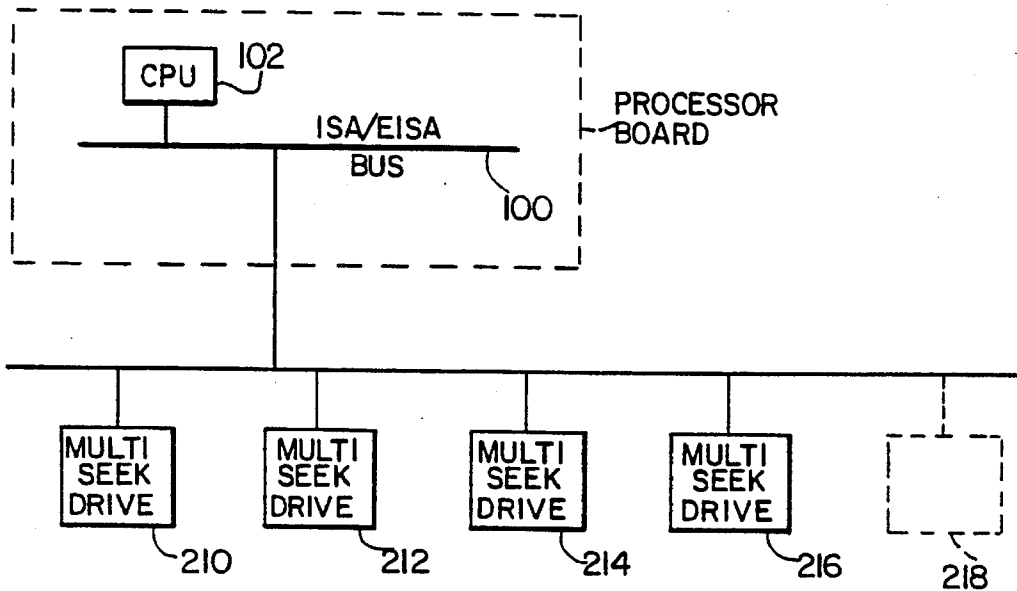 102
CPU
ISA/EISA
BUS
100
PROCESSOR
BOARD
MULTI
SEEK
DRIVE
210
MULTI
SEEK
DRIVE
212
MULTI
SEEK
DRIVE
214
MULTI
SEEK
DRIVE
216
218